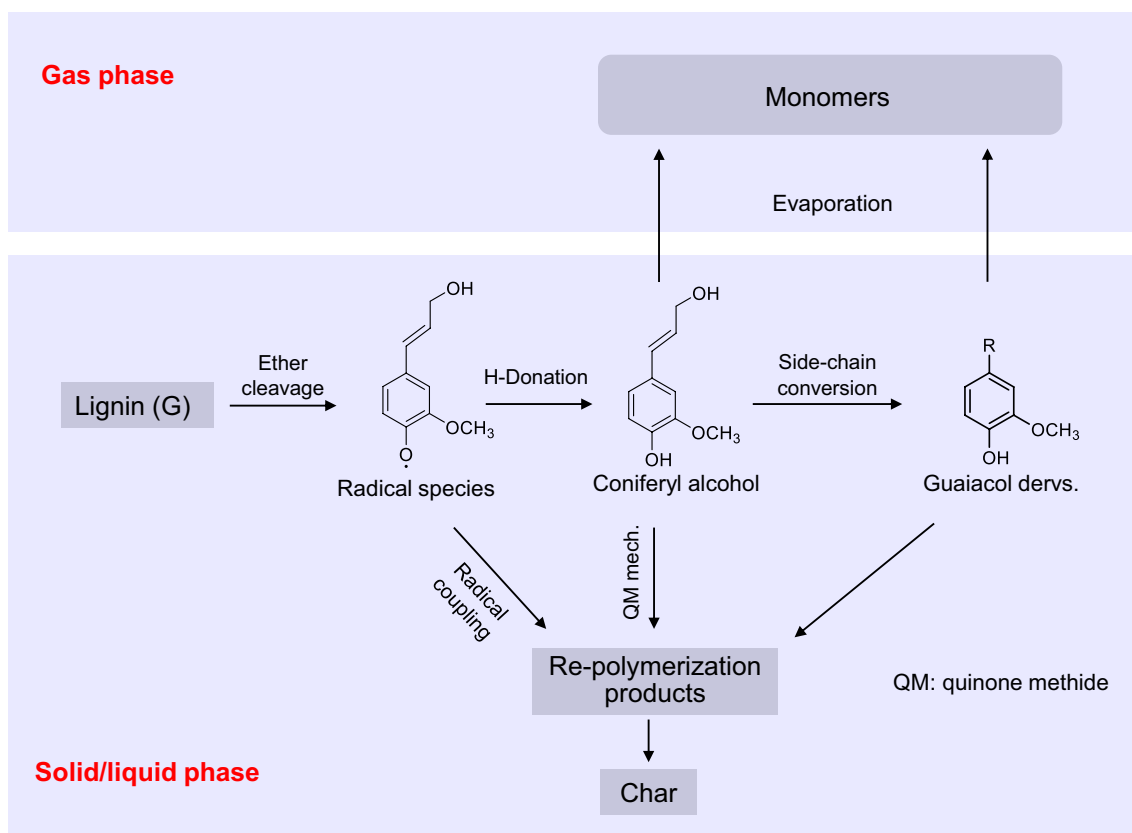 Gas phase
Monomers
Evaporation
OH
OCH3
O
•
Radical species
Ether
cleavage
Lignin (G)
H-Donation
OH
OCH3
OH
Coniferyl alcohol
Side-chain
conversion
R
OCH3
OH
Guaiacol dervs.
Radical
coupling
QM mech.
Re-polymerization
products
QM: quinone methide
Char
Solid/liquid phase